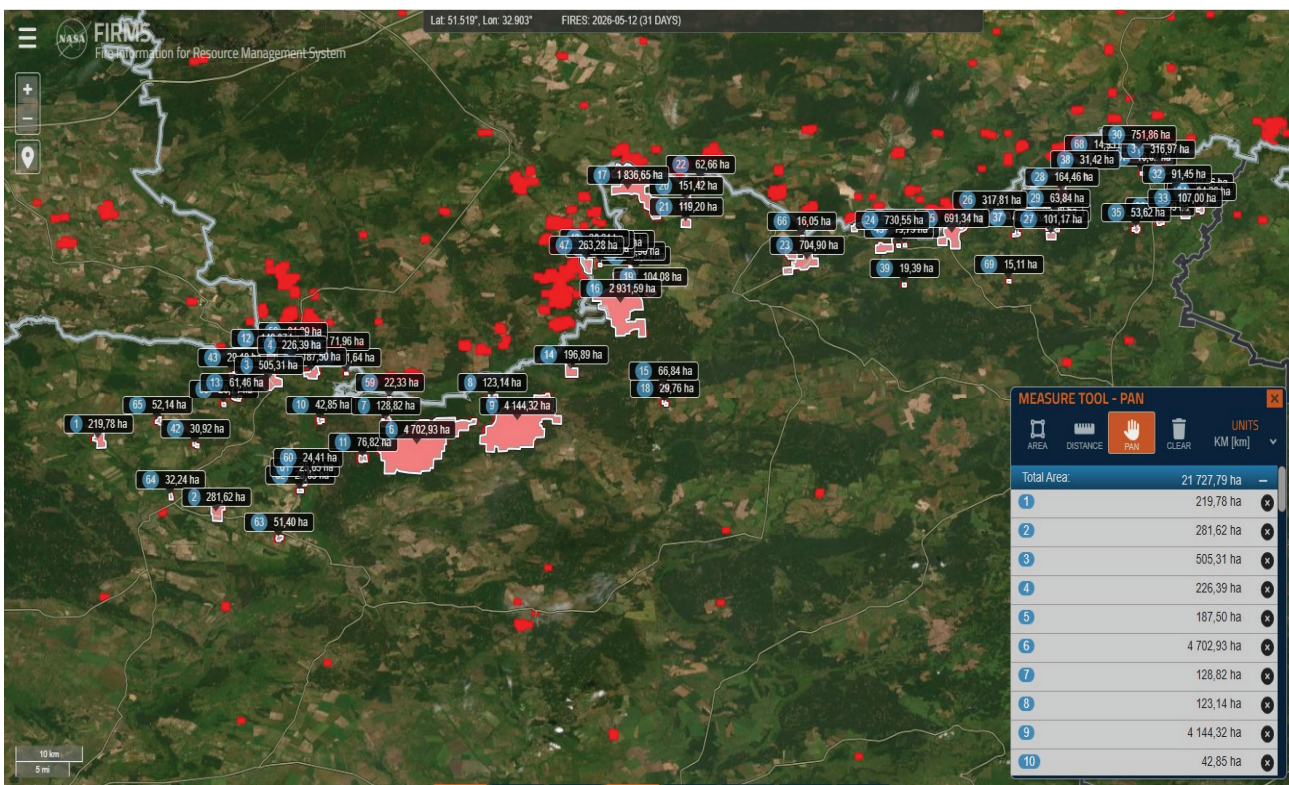 Lat: 51.519°, Lon: 32.903° FIRES: 2026-05-12 (31 DAYS)
NASA
FIRMS
Fire Information for Resource Management System
+
−
30 751,86 ha
68
31 316,97 ha
38 31,42 ha
22 62,66 ha
17 1 836,65 ha
28 164,46 ha
32 91,45 ha
20 151,42 ha
26 317,81 ha
29 63,84 ha
33 107,00 ha
21 119,20 ha
66 16,05 ha
24 730,55 ha
691,34 ha
37
27 101,17 ha
35 53,62 ha
47 263,28 ha
23 704,90 ha
39 19,39 ha
69 15,11 ha
19 104,08 ha
16 2 931,59 ha
12
4 226,39 ha
71,96 ha
43
187,50 ha
3 505,31 ha
14 196,89 ha
13 61,46 ha
59 22,33 ha
8 123,14 ha
15 66,84 ha
18 29,76 ha
65 52,14 ha
10 42,85 ha
7 128,82 ha
9 4 144,32 ha
1 219,78 ha
42 30,92 ha
6 4 702,93 ha
11 76,82 ha
60 24,41 ha
64 32,24 ha
2 281,62 ha
63 51,40 ha
MEASURE TOOL - PAN
AREA
DISTANCE
PAN
CLEAR
UNITS
KM [km]
Total Area: 21 727,79 ha −
1 219,78 ha
2 281,62 ha
3 505,31 ha
4 226,39 ha
5 187,50 ha
6 4 702,93 ha
7 128,82 ha
8 123,14 ha
9 4 144,32 ha
10 42,85 ha
10 km
5 mi